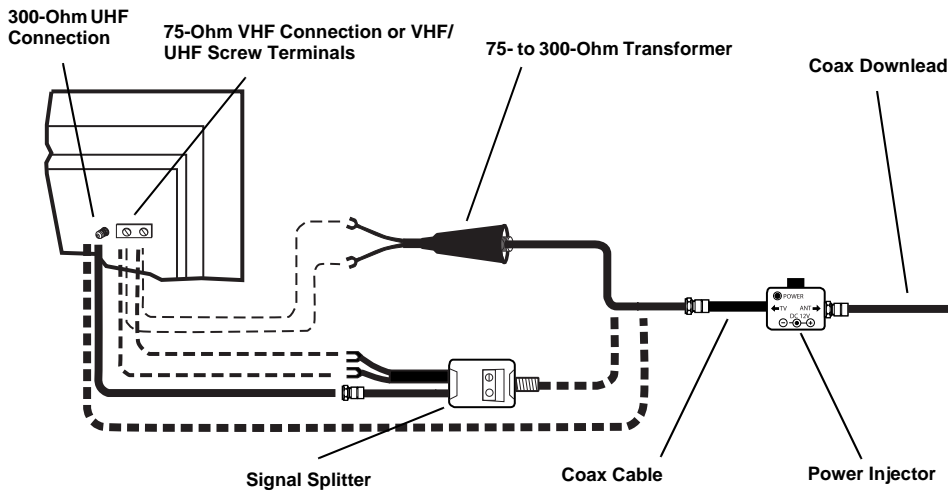 300-Ohm UHF
Connection
75-Ohm VHF Connection or VHF/
UHF Screw Terminals
75- to 300-Ohm Transformer
Coax Downlead
POWER
TV ANT
DC 12V
Signal Splitter
Coax Cable
Power Injector